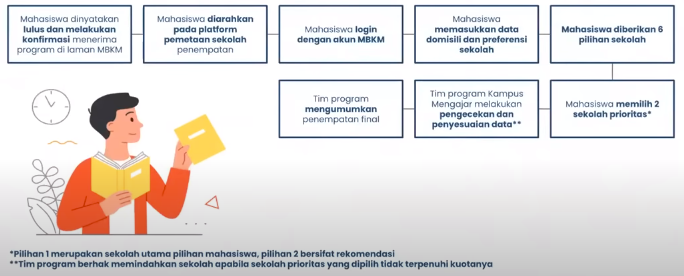 Mahasiswa dinyatakan
lulus dan melakukan
konfirmasi menerima
program di laman MBKM
Mahasiswa diarahkan
pada platform
pemetaan sekolah
penempatan
Mahasiswa login
dengan akun MBKM
Mahasiswa
memasukkan data
domisili dan preferensi
sekolah
Mahasiswa diberikan 6
pilihan sekolah
Mahasiswa memilih 2
sekolah prioritas*
Tim program Kampus
Mengajar melakukan
pengecekan dan
penyesuaian data**
Tim program
mengumumkan
penempatan final
*Pilihan 1 merupakan sekolah utama pilihan mahasiswa, pilihan 2 bersifat rekomendasi
**Tim program berhak memindahkan sekolah apabila sekolah prioritas yang dipilih tidak terpenuhi kuotanya